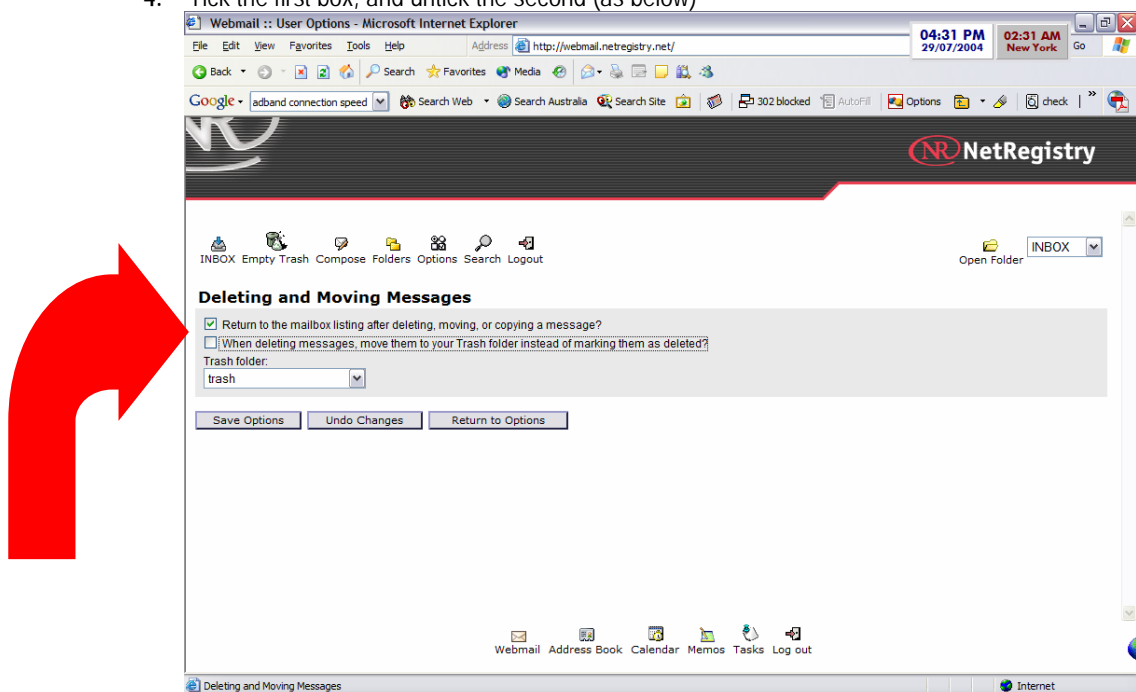 4. Tick the first box, and untick the second (as below)
Webmail :: User Options - Microsoft Internet Explorer
04:31 PM 02:31 AM
29/07/2004 New York
File Edit View Favorites Tools Help Address http://webmail.netregistry.net/ Go
Back Search Favorites Media
Google adband connection speed Search Web Search Australia Search Site 302 blocked AutoFill Options check »
NR
NR NetRegistry
INBOX Empty Trash Compose Folders Options Search Logout
Open Folder INBOX
Deleting and Moving Messages
Return to the mailbox listing after deleting, moving, or copying a message?
When deleting messages, move them to your Trash folder instead of marking them as deleted?
Trash folder:
trash
Save Options Undo Changes Return to Options
Webmail Address Book Calendar Memos Tasks Log out
Deleting and Moving Messages Internet